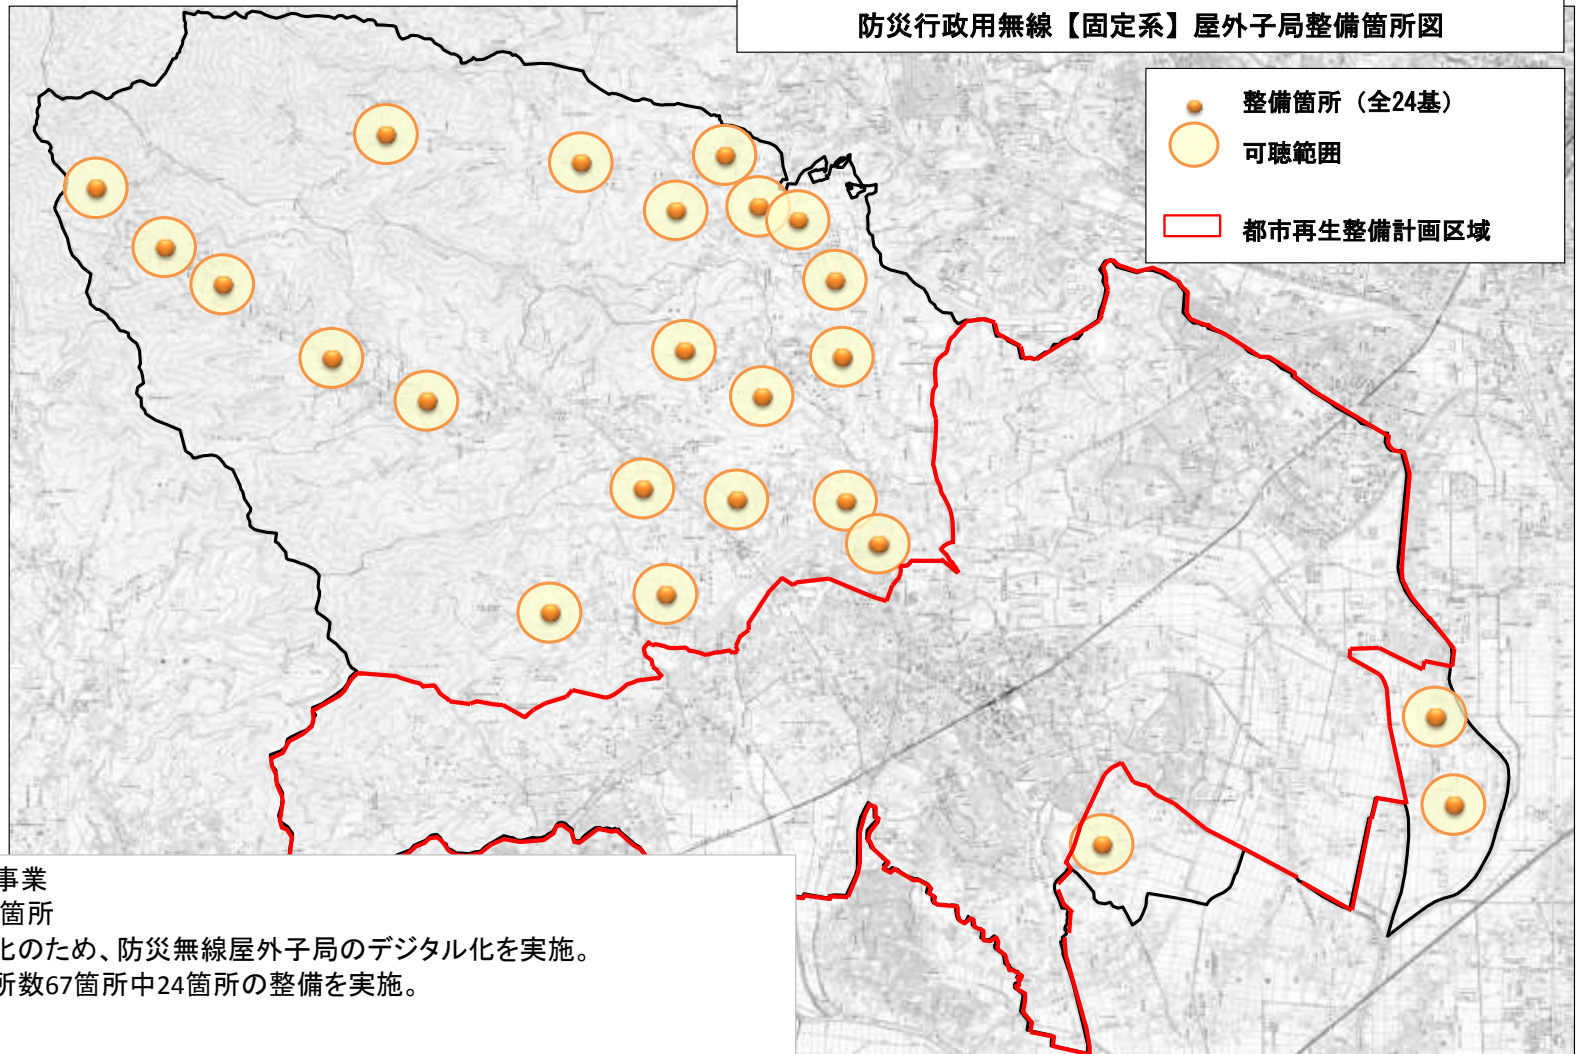 防災行政用無線【固定系】屋外子局整備箇所図
整備箇所（全24基）
可聴範囲
都市再生整備計画区域
事業
箇所
化のため、防災無線屋外子局のデジタル化を実施。
所数67箇所中24箇所の整備を実施。